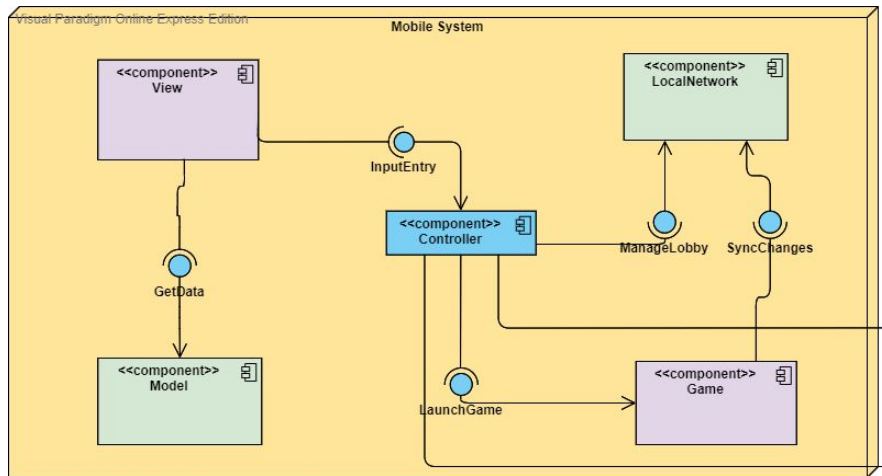 Visual Paradigm Online Express Edition
Mobile System
<<component>>
View
<<component>>
LocalNetwork
InputEntry
<<component>>
Controller
ManageLobby
SyncChanges
GetData
<<component>>
Model
<<component>>
Game
LaunchGame